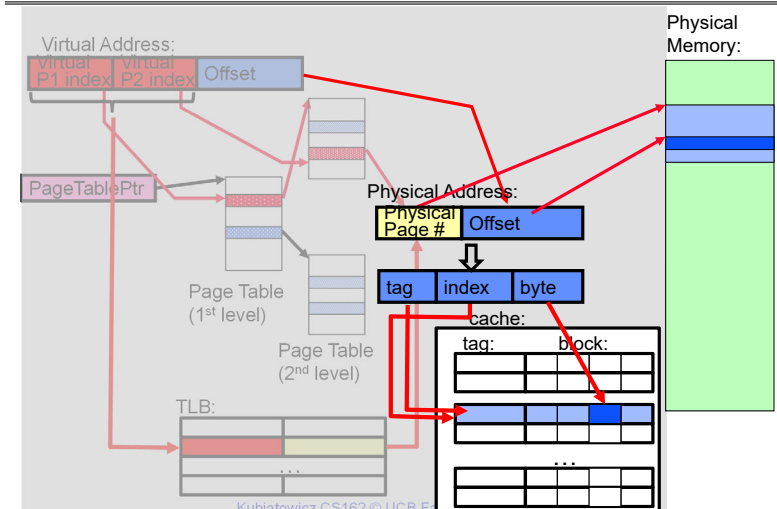 Physical
Memory:
Virtual Address:
Virtual
P1 index
Virtual
P2 index
Offset
PageTablePtr
Physical Address:
Physical
Page #
Offset
tag
index
byte
Page Table
(1st level)
cache:
tag:
block:
Page Table
(2nd level)
TLB:
...
...
Kubiatowicz CS162 © UCB Fa